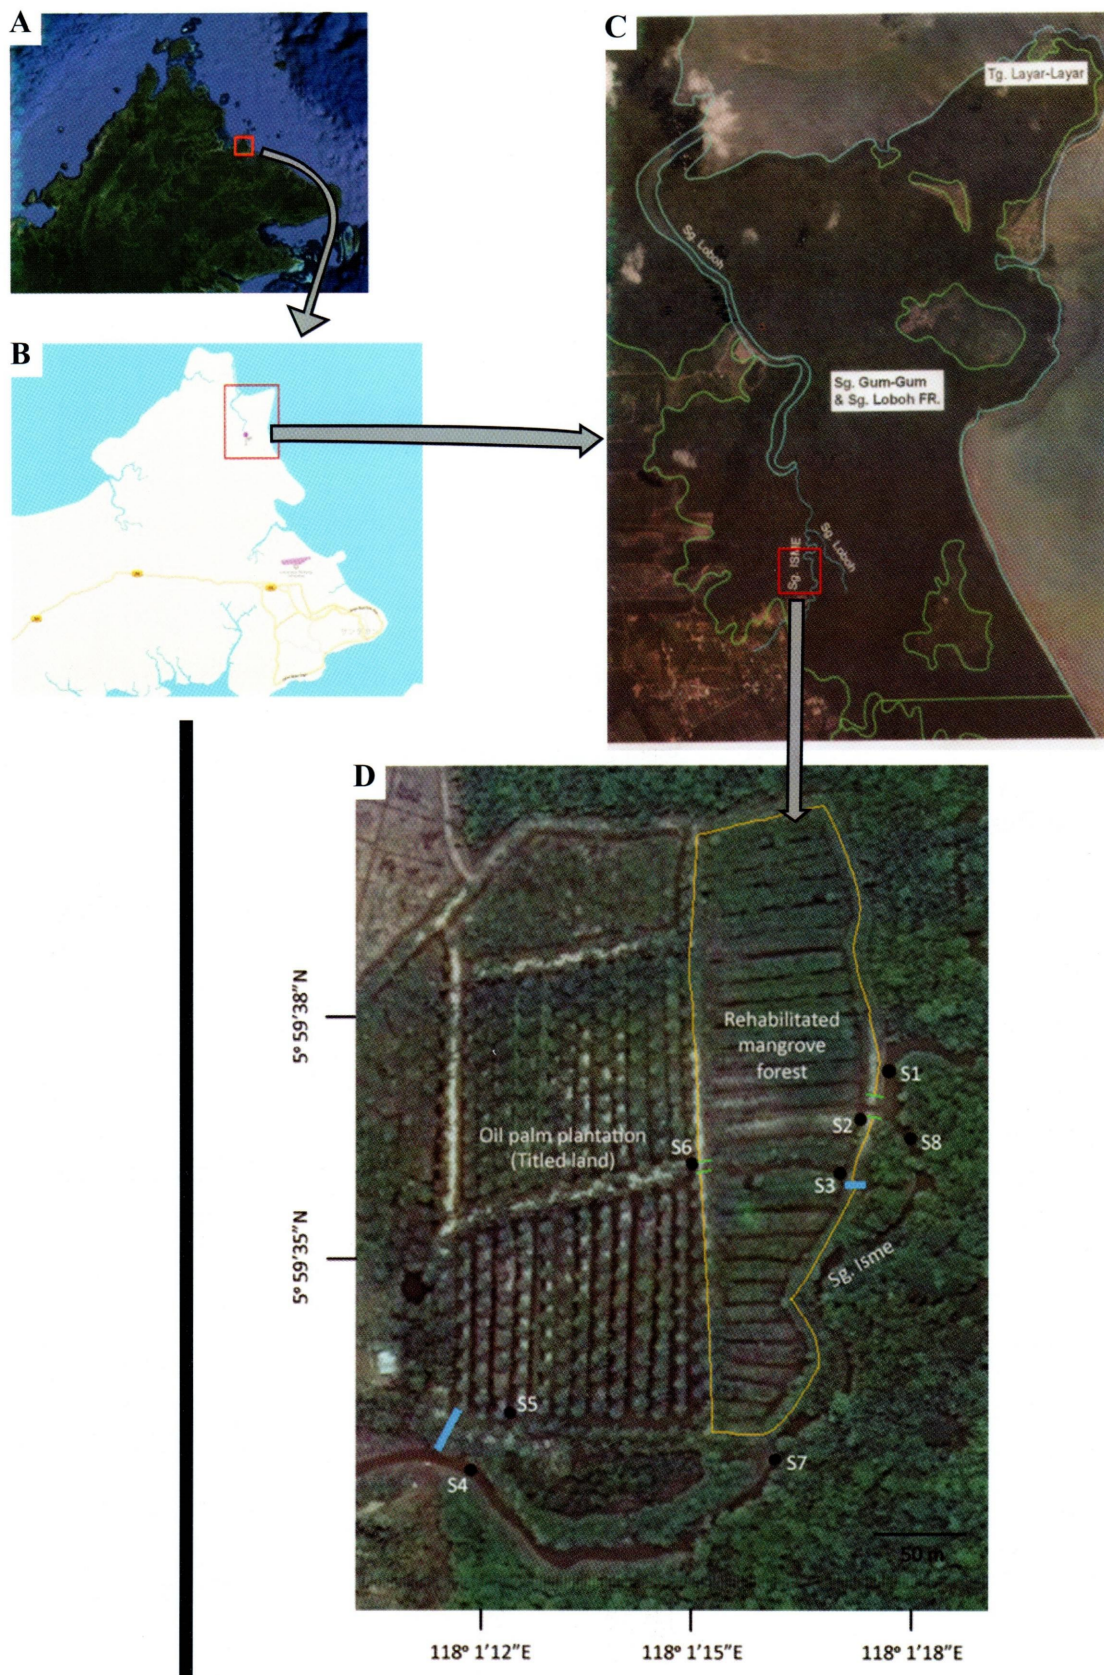 A
B
C
Tg. Layar-Layar
Sg. Loboh
Sg. Gum-Gum
& Sg. Loboh FR.
Sg. Loboh
Sg. ISME
D
5° 59'38"N
5° 59'35"N
Rehabilitated
mangrove
forest
Oil palm plantation
(Titled land)
S1
S2
S8
S6
S3
Sg. Isme
S5
S4
S7
50 m
118° 1'12"E
118° 1'15"E
118° 1'18"E